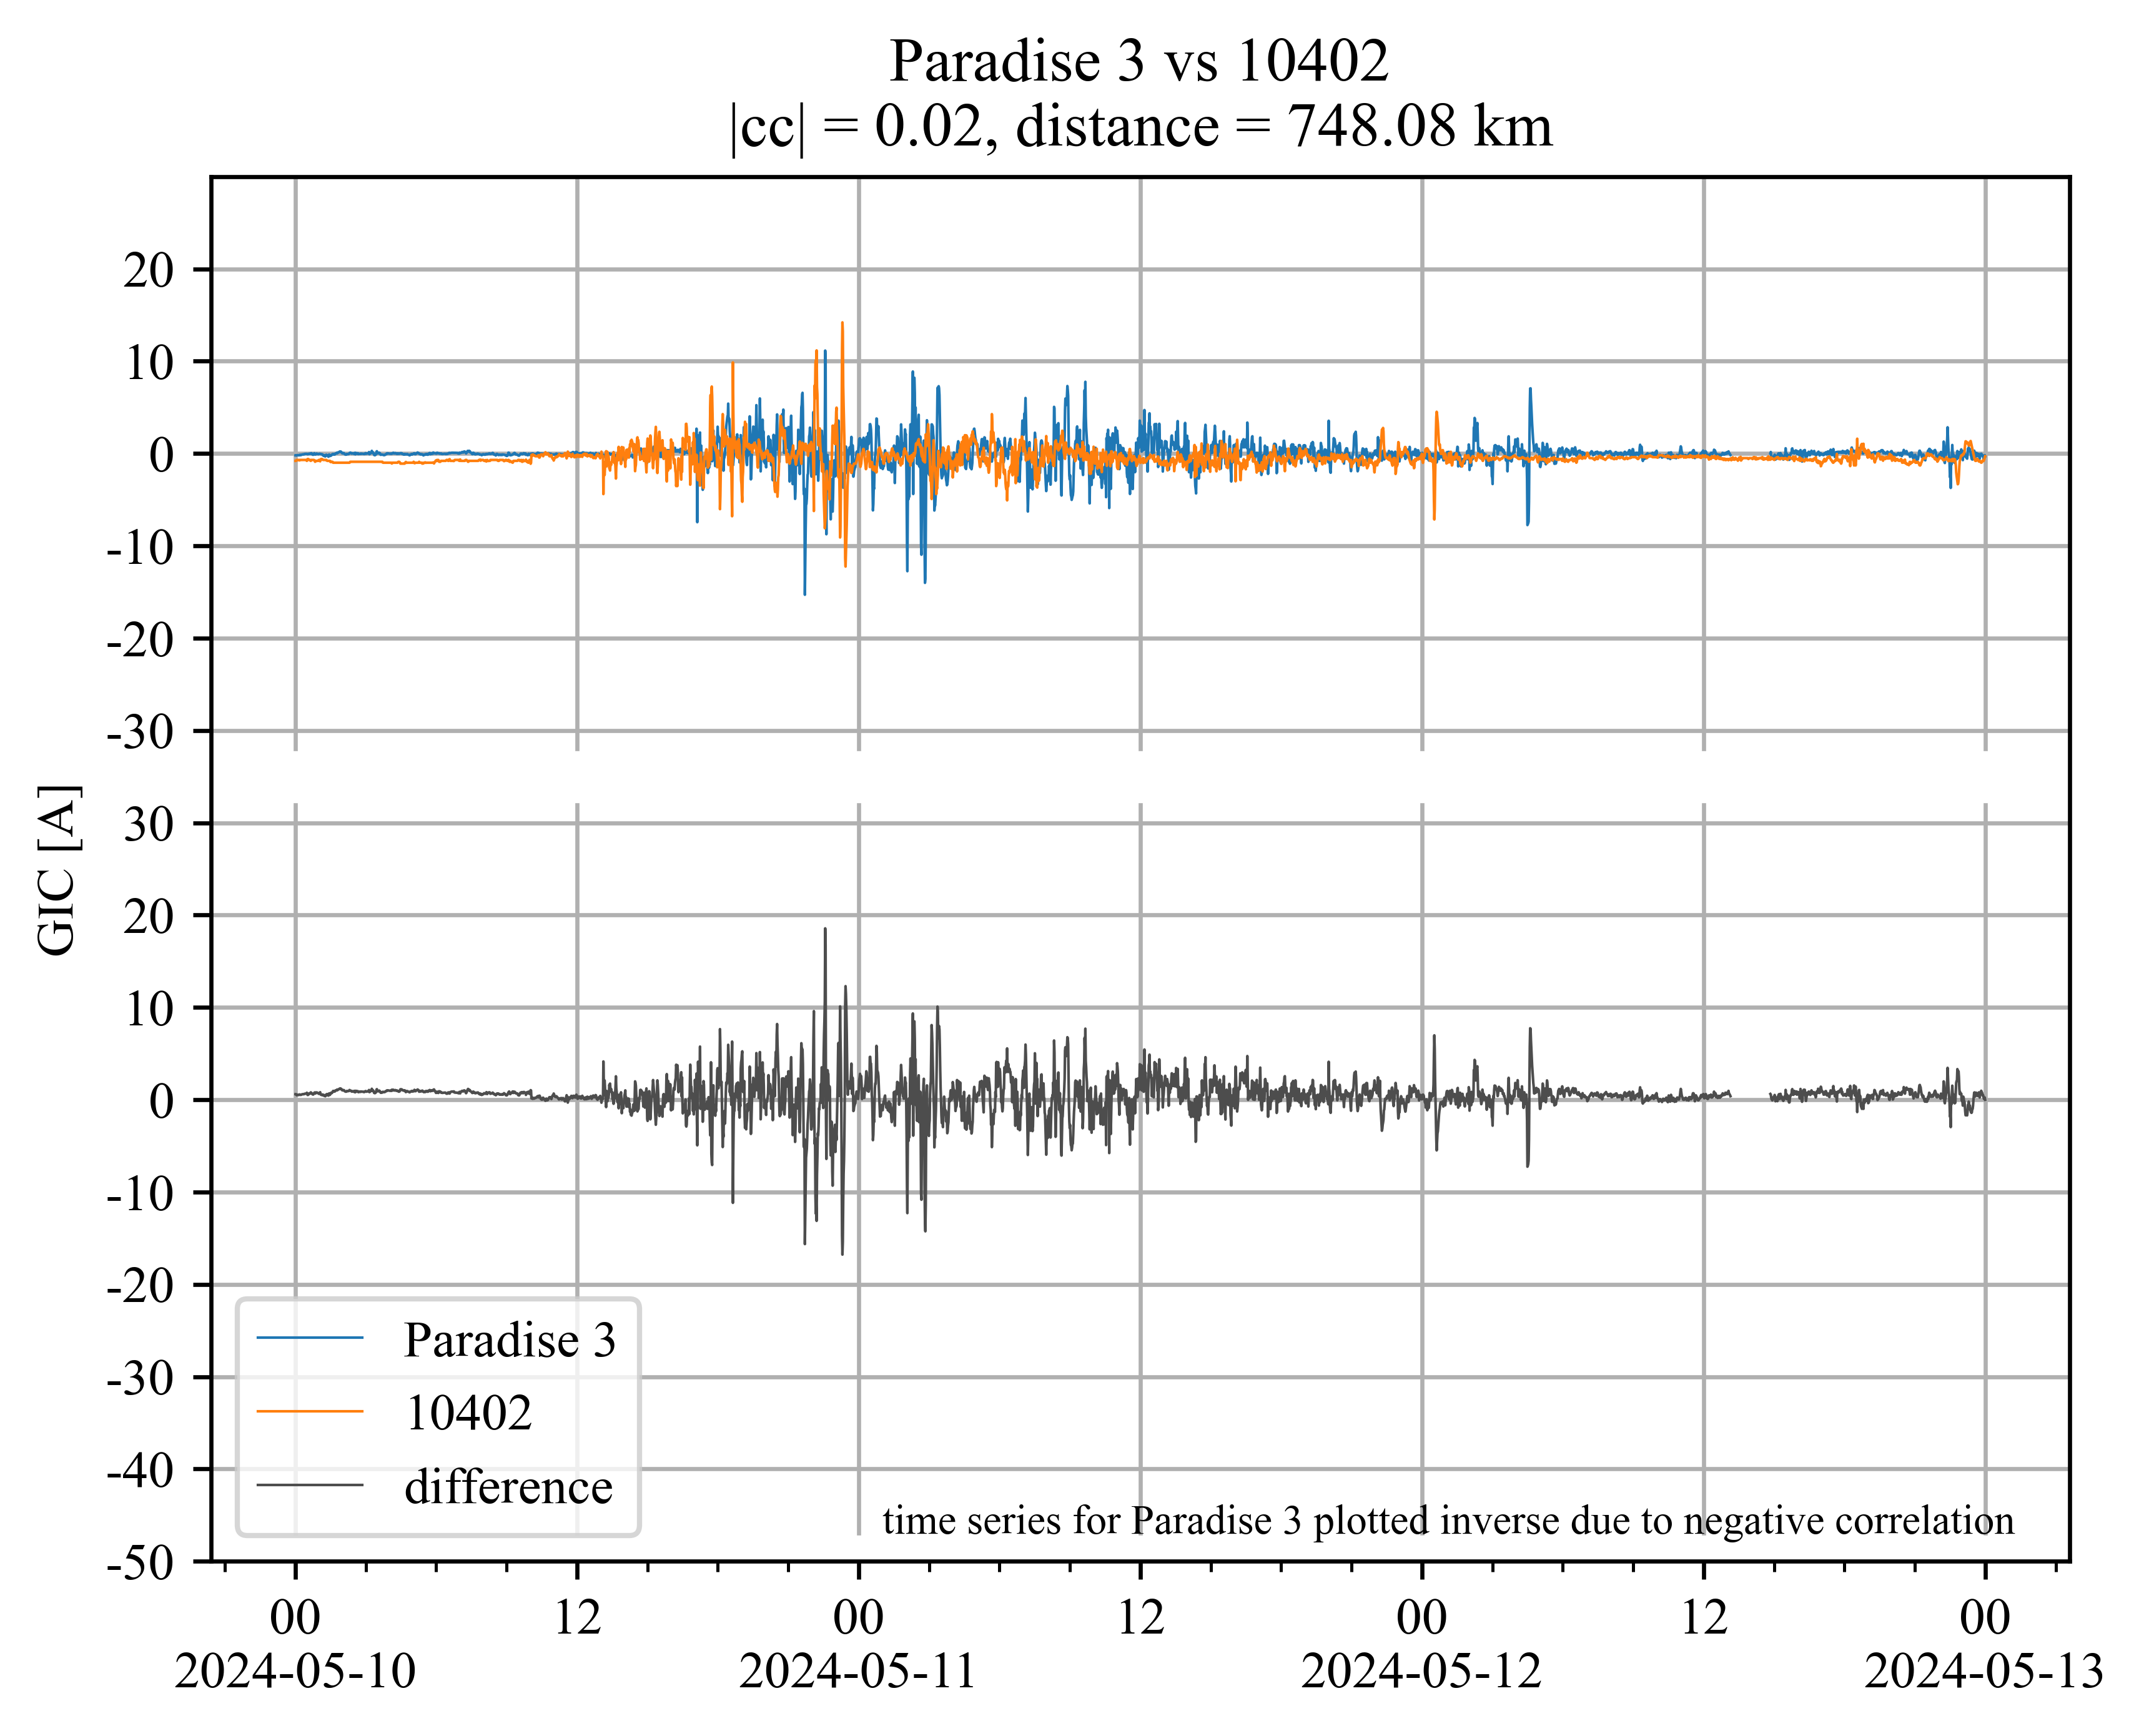 Paradise 3 vs 10402
|cc| = 0.02, distance = 748.08 km
20
10
0
-10
-20
-30
30
20
10
0
-10
-20
-30
-40
-50
GIC [A]
Paradise 3
10402
difference
time series for Paradise 3 plotted inverse due to negative correlation
00 12 00 12 00 12 00
2024-05-10 2024-05-11 2024-05-12 2024-05-13